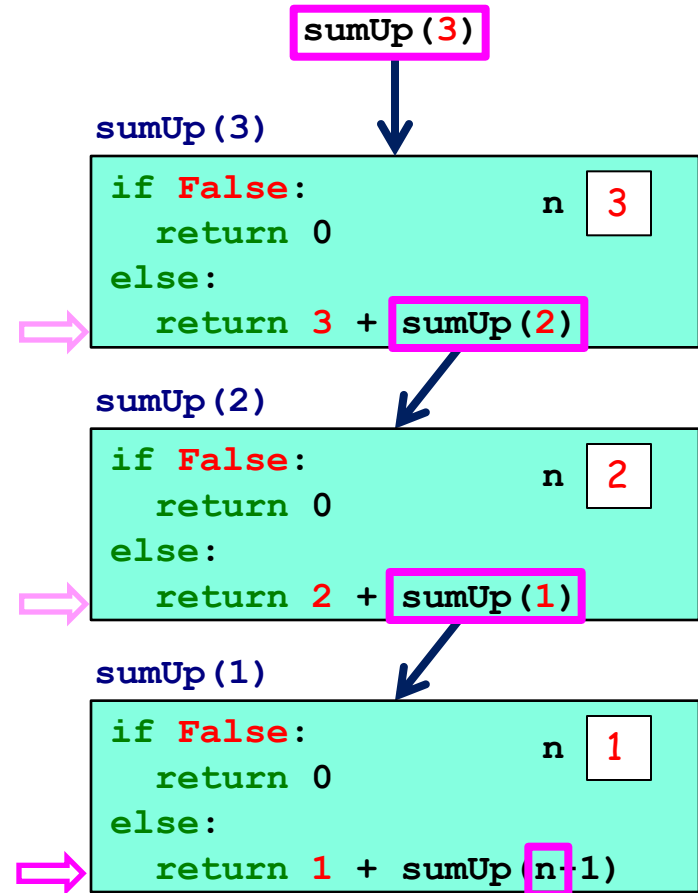 sumUp(3)
sumUp(3)
if False:
n 3
return 0
else:
return 3 + sumUp(2)
sumUp(2)
if False:
n 2
return 0
else:
return 2 + sumUp(1)
sumUp(1)
if False:
n 1
return 0
else:
return 1 + sumUp(n-1)